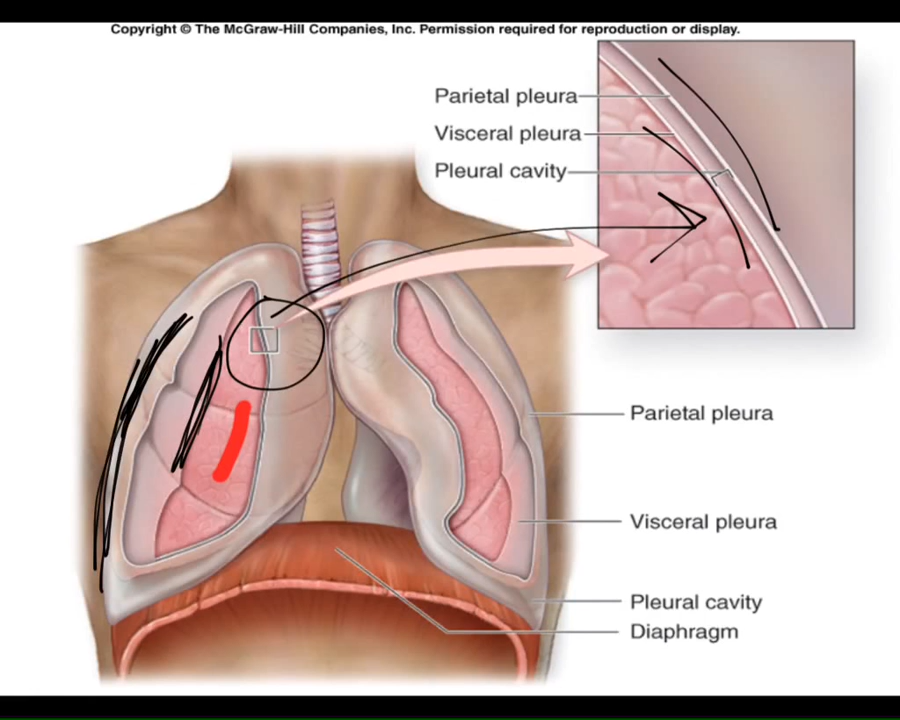 Copyright © The McGraw-Hill Companies, Inc. Permission required for reproduction or display.
Parietal pleura
Visceral pleura
Pleural cavity
Parietal pleura
Visceral pleura
Pleural cavity
Diaphragm